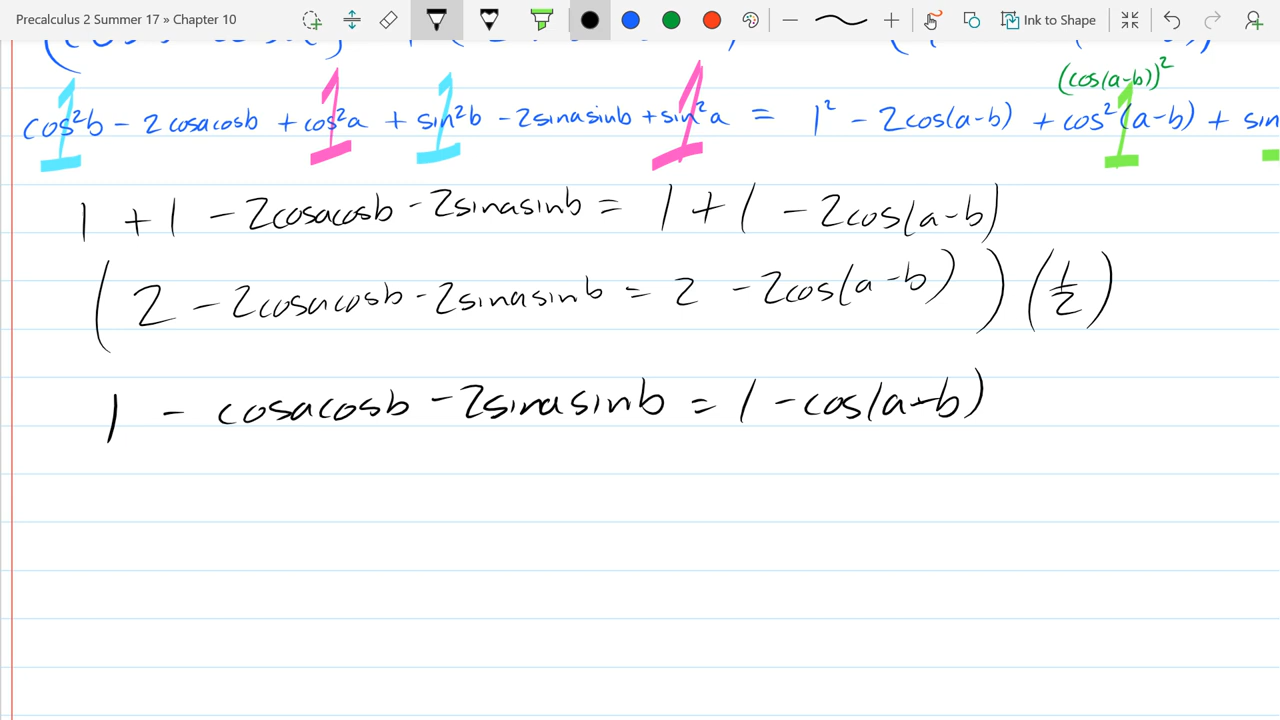 Precalculus 2 Summer 17 » Chapter 10
Ink to Shape
(cos(a-b))²
cos²b - 2cosacosb + cos²a + sin²b - 2sinasinb + sin²a = 1² - 2cos(a-b) + cos²(a-b) + sin
1 1 1 1 1
1 + 1 - 2cosacosb - 2sinasinb = 1 + 1 - 2cos(a-b)
(2 - 2cosacosb - 2sinasinb = 2 - 2cos(a-b))(1/2)
1 - cosacosb - 2sinasinb = 1 - cos(a-b)